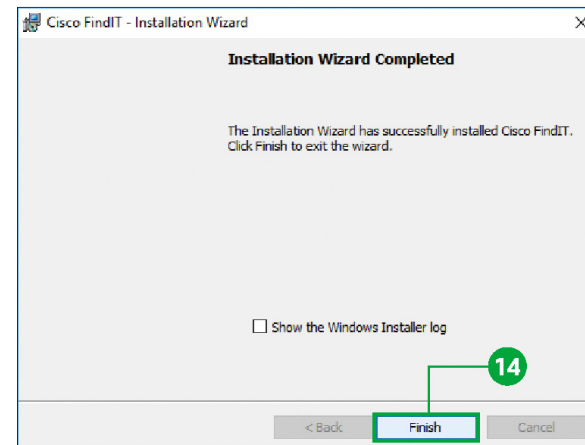 Cisco FindIT - Installation Wizard
Installation Wizard Completed
The Installation Wizard has successfully installed Cisco FindIT.
Click Finish to exit the wizard.
Show the Windows Installer log
14
< Back Finish Cancel